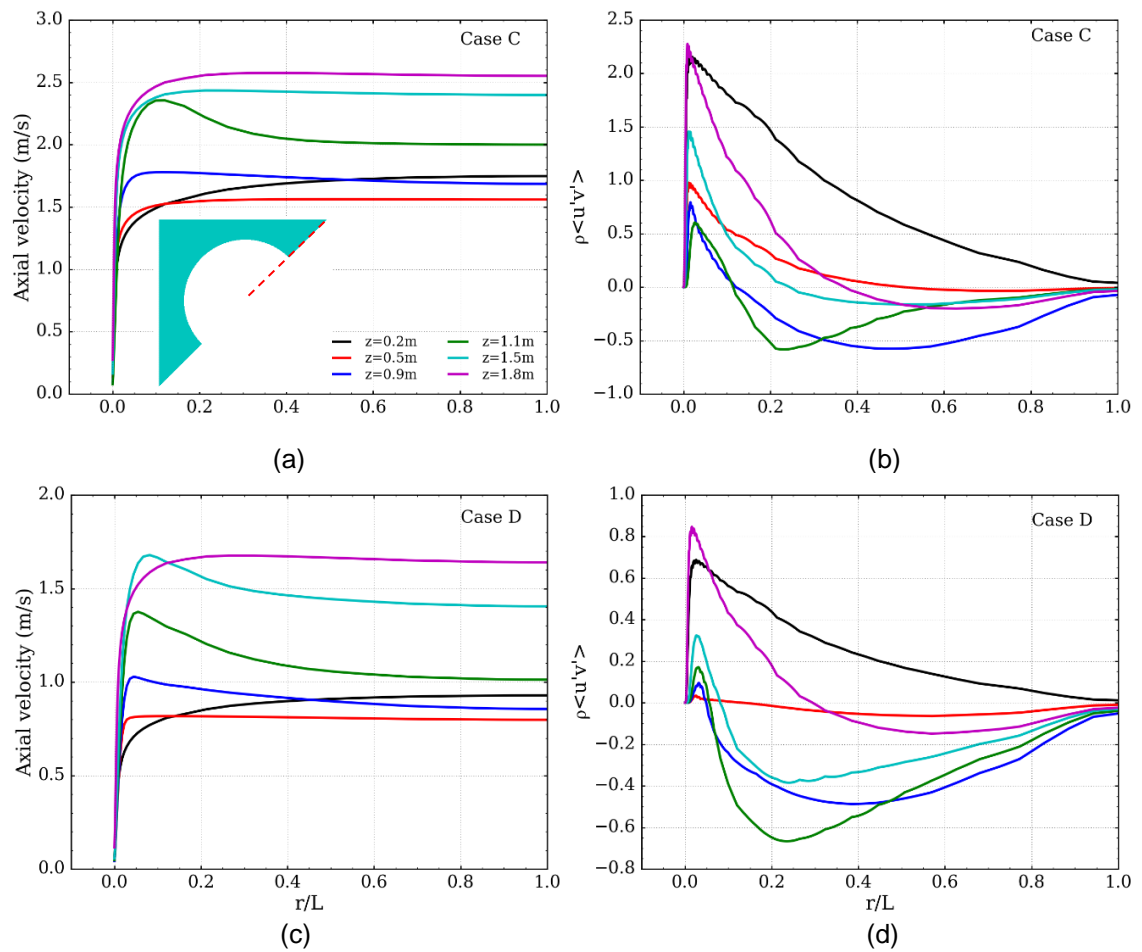 Case C
Axial velocity (m/s)
3.0
2.5
2.0
1.5
1.0
0.5
0.0
z=0.2m
z=0.5m
z=0.9m
z=1.1m
z=1.5m
z=1.8m
0.0 0.2 0.4 0.6 0.8 1.0
(a)
Case C
ρ<u'v'>
2.5
2.0
1.5
1.0
0.5
0.0
−0.5
−1.0
0.0 0.2 0.4 0.6 0.8 1.0
(b)
Case D
Axial velocity (m/s)
2.0
1.5
1.0
0.5
0.0
0.0 0.2 0.4 0.6 0.8 1.0
r/L
(c)
Case D
ρ<u'v'>
1.0
0.8
0.6
0.4
0.2
0.0
−0.2
−0.4
−0.6
−0.8
0.0 0.2 0.4 0.6 0.8 1.0
r/L
(d)